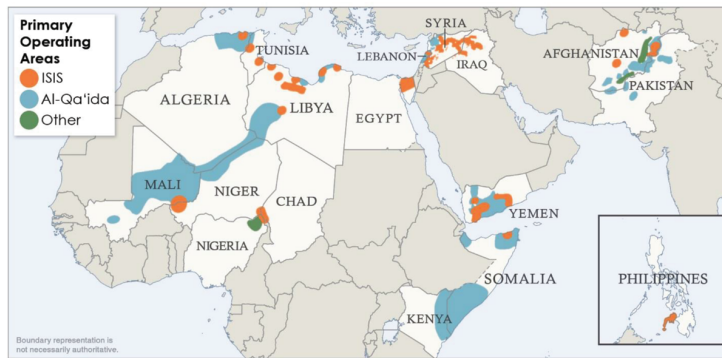 Primary
Operating
Areas
ISIS
Al-Qa‘ida
Other
SYRIA
TUNISIA
LEBANON
IRAQ
AFGHANISTAN
PAKISTAN
ALGERIA
LIBYA
EGYPT
MALI
NIGER
CHAD
YEMEN
NIGERIA
SOMALIA
KENYA
PHILIPPINES
Boundary representation is
not necessarily authoritative.